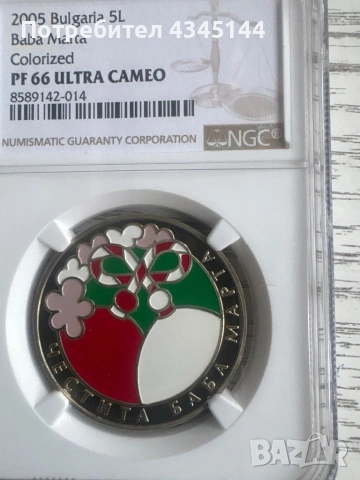 Потребител 4345144
2005 Bulgaria 5L
Baba Marta
Colorized
PF 66 ULTRA CAMEO
8589142-014
NUMISMATIC GUARANTY CORPORATION
NGC®
ЧЕСТИТА БАБА МАРТА
BAZAR